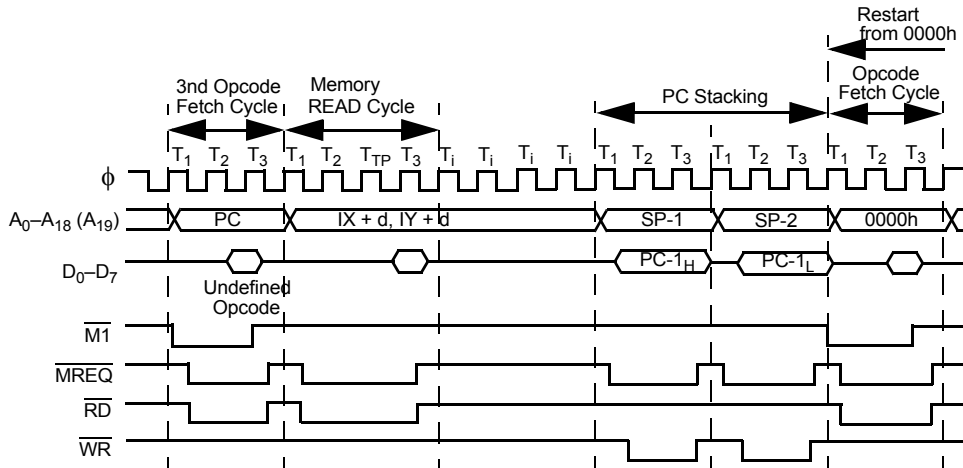 Restart
from 0000h
3nd Opcode
Fetch Cycle
Memory
READ Cycle
PC Stacking
Opcode
Fetch Cycle
T1 T2 T3 T1 T2 TTP T3 Ti Ti Ti Ti T1 T2 T3 T1 T2 T3 T1 T2 T3
ϕ
A0–A18 (A19) PC IX + d, IY + d SP-1 SP-2 0000h
D0–D7 PC-1H PC-1L
Undefined
Opcode
M1
MREQ
RD
WR